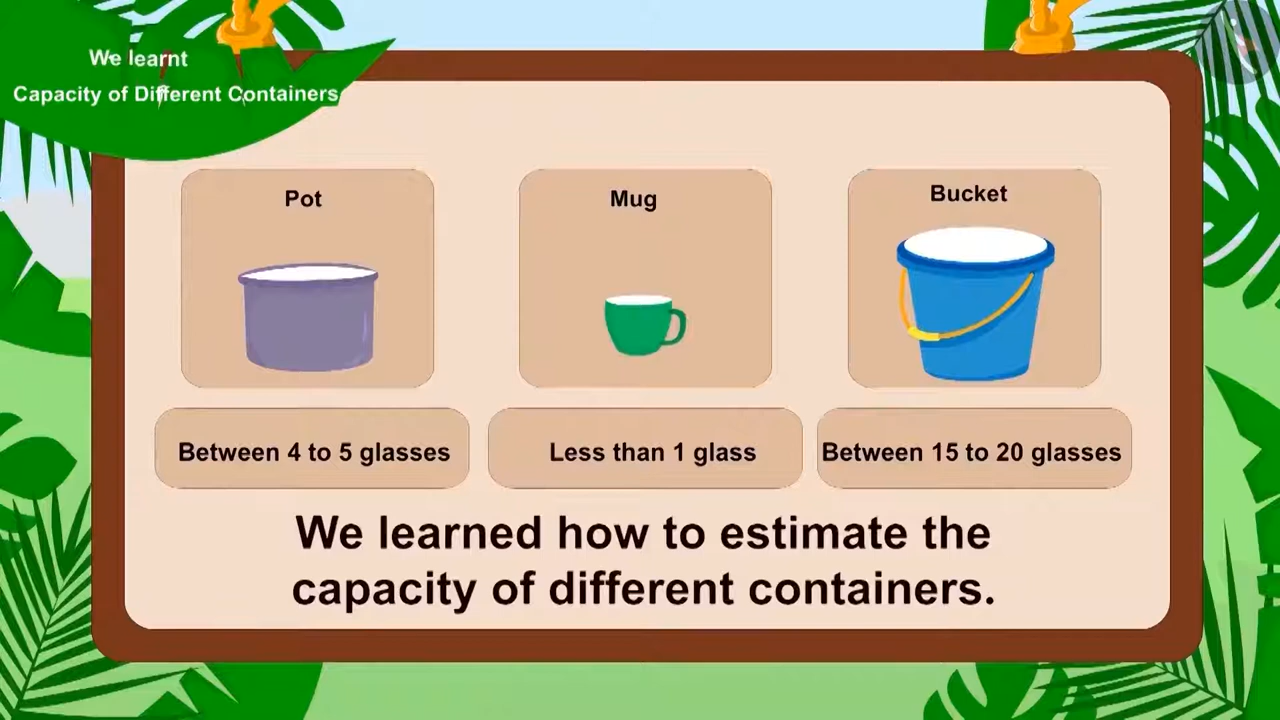 We learnt
Capacity of Different Containers
Pot
Mug
Bucket
Between 4 to 5 glasses
Less than 1 glass
Between 15 to 20 glasses
We learned how to estimate the
capacity of different containers.